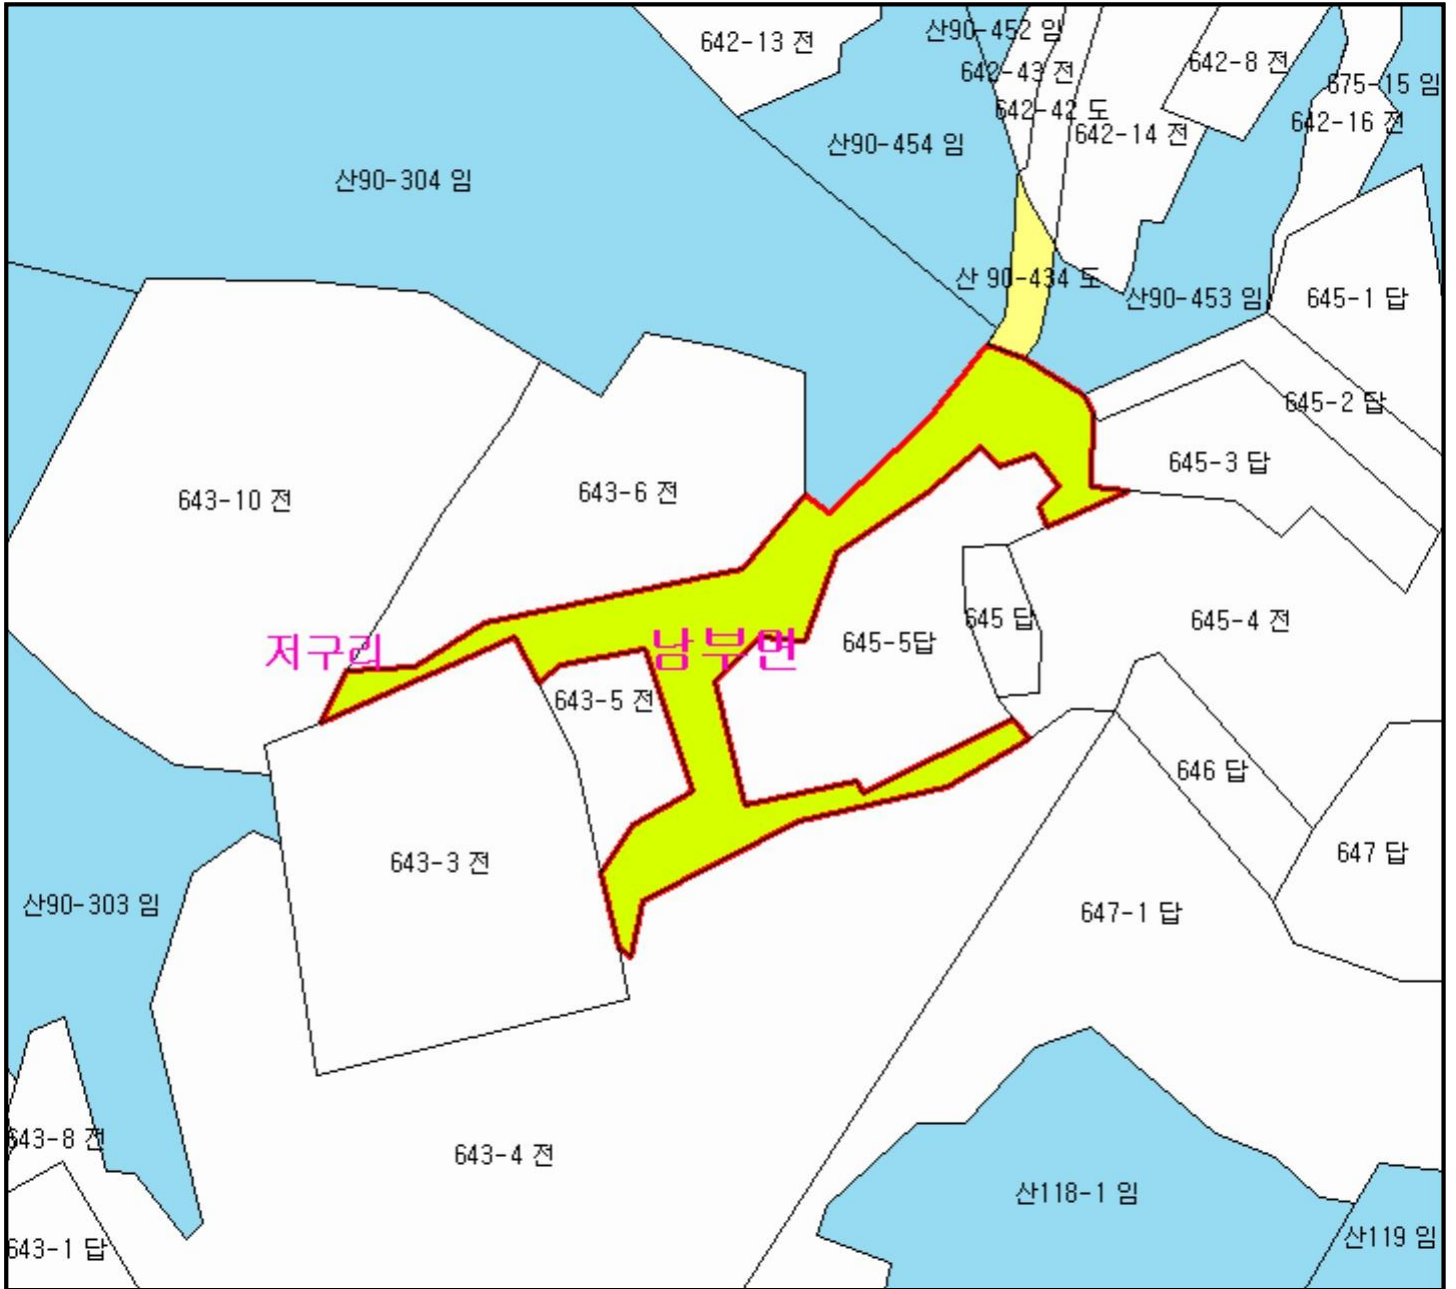 산90-452 임
642-13 전
642-8 전
642-43 전
675-15 임
642-42 도
642-16 전
642-14 전
산90-454 임
산90-304 임
산 90-434 도
산90-453 임
645-1 답
645-2 답
645-3 답
643-6 전
643-10 전
645 답
645-4 전
645-5답
남부면
저구리
643-5 전
646 답
647 답
643-3 전
산90-303 임
647-1 답
643-8 전
643-4 전
산118-1 임
산119 임
643-1 답